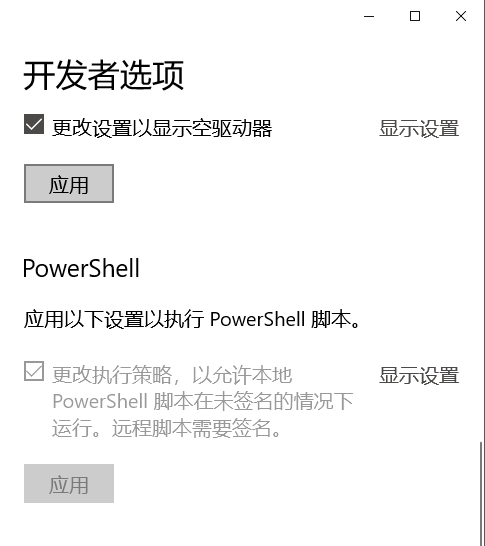 开发者选项
更改设置以显示空驱动器 显示设置
应用
PowerShell
应用以下设置以执行 PowerShell 脚本。
更改执行策略，以允许本地 显示设置
PowerShell 脚本在未签名的情况下
运行。远程脚本需要签名。
应用